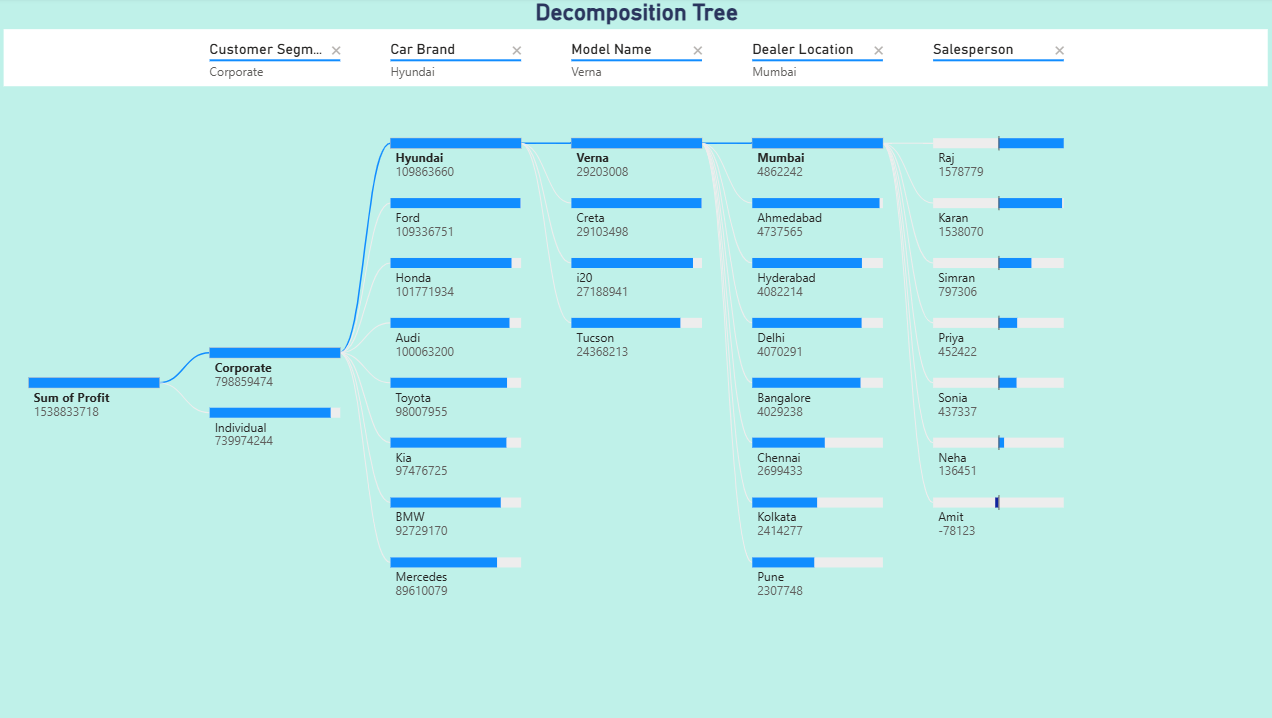 Decomposition Tree
Customer Segm... ×
Car Brand ×
Model Name ×
Dealer Location ×
Salesperson ×
Corporate
Hyundai
Verna
Mumbai
Sum of Profit
1538833718
Corporate
798859474
Individual
739974244
Hyundai
109863660
Ford
109336751
Honda
101771934
Audi
100063200
Toyota
98007955
Kia
97476725
BMW
92729170
Mercedes
89610079
Verna
29203008
Creta
29103498
i20
27188941
Tucson
24368213
Mumbai
4862242
Ahmedabad
4737565
Hyderabad
4082214
Delhi
4070291
Bangalore
4029238
Chennai
2699433
Kolkata
2414277
Pune
2307748
Raj
1578779
Karan
1538070
Simran
797306
Priya
452422
Sonia
437337
Neha
136451
Amit
-78123